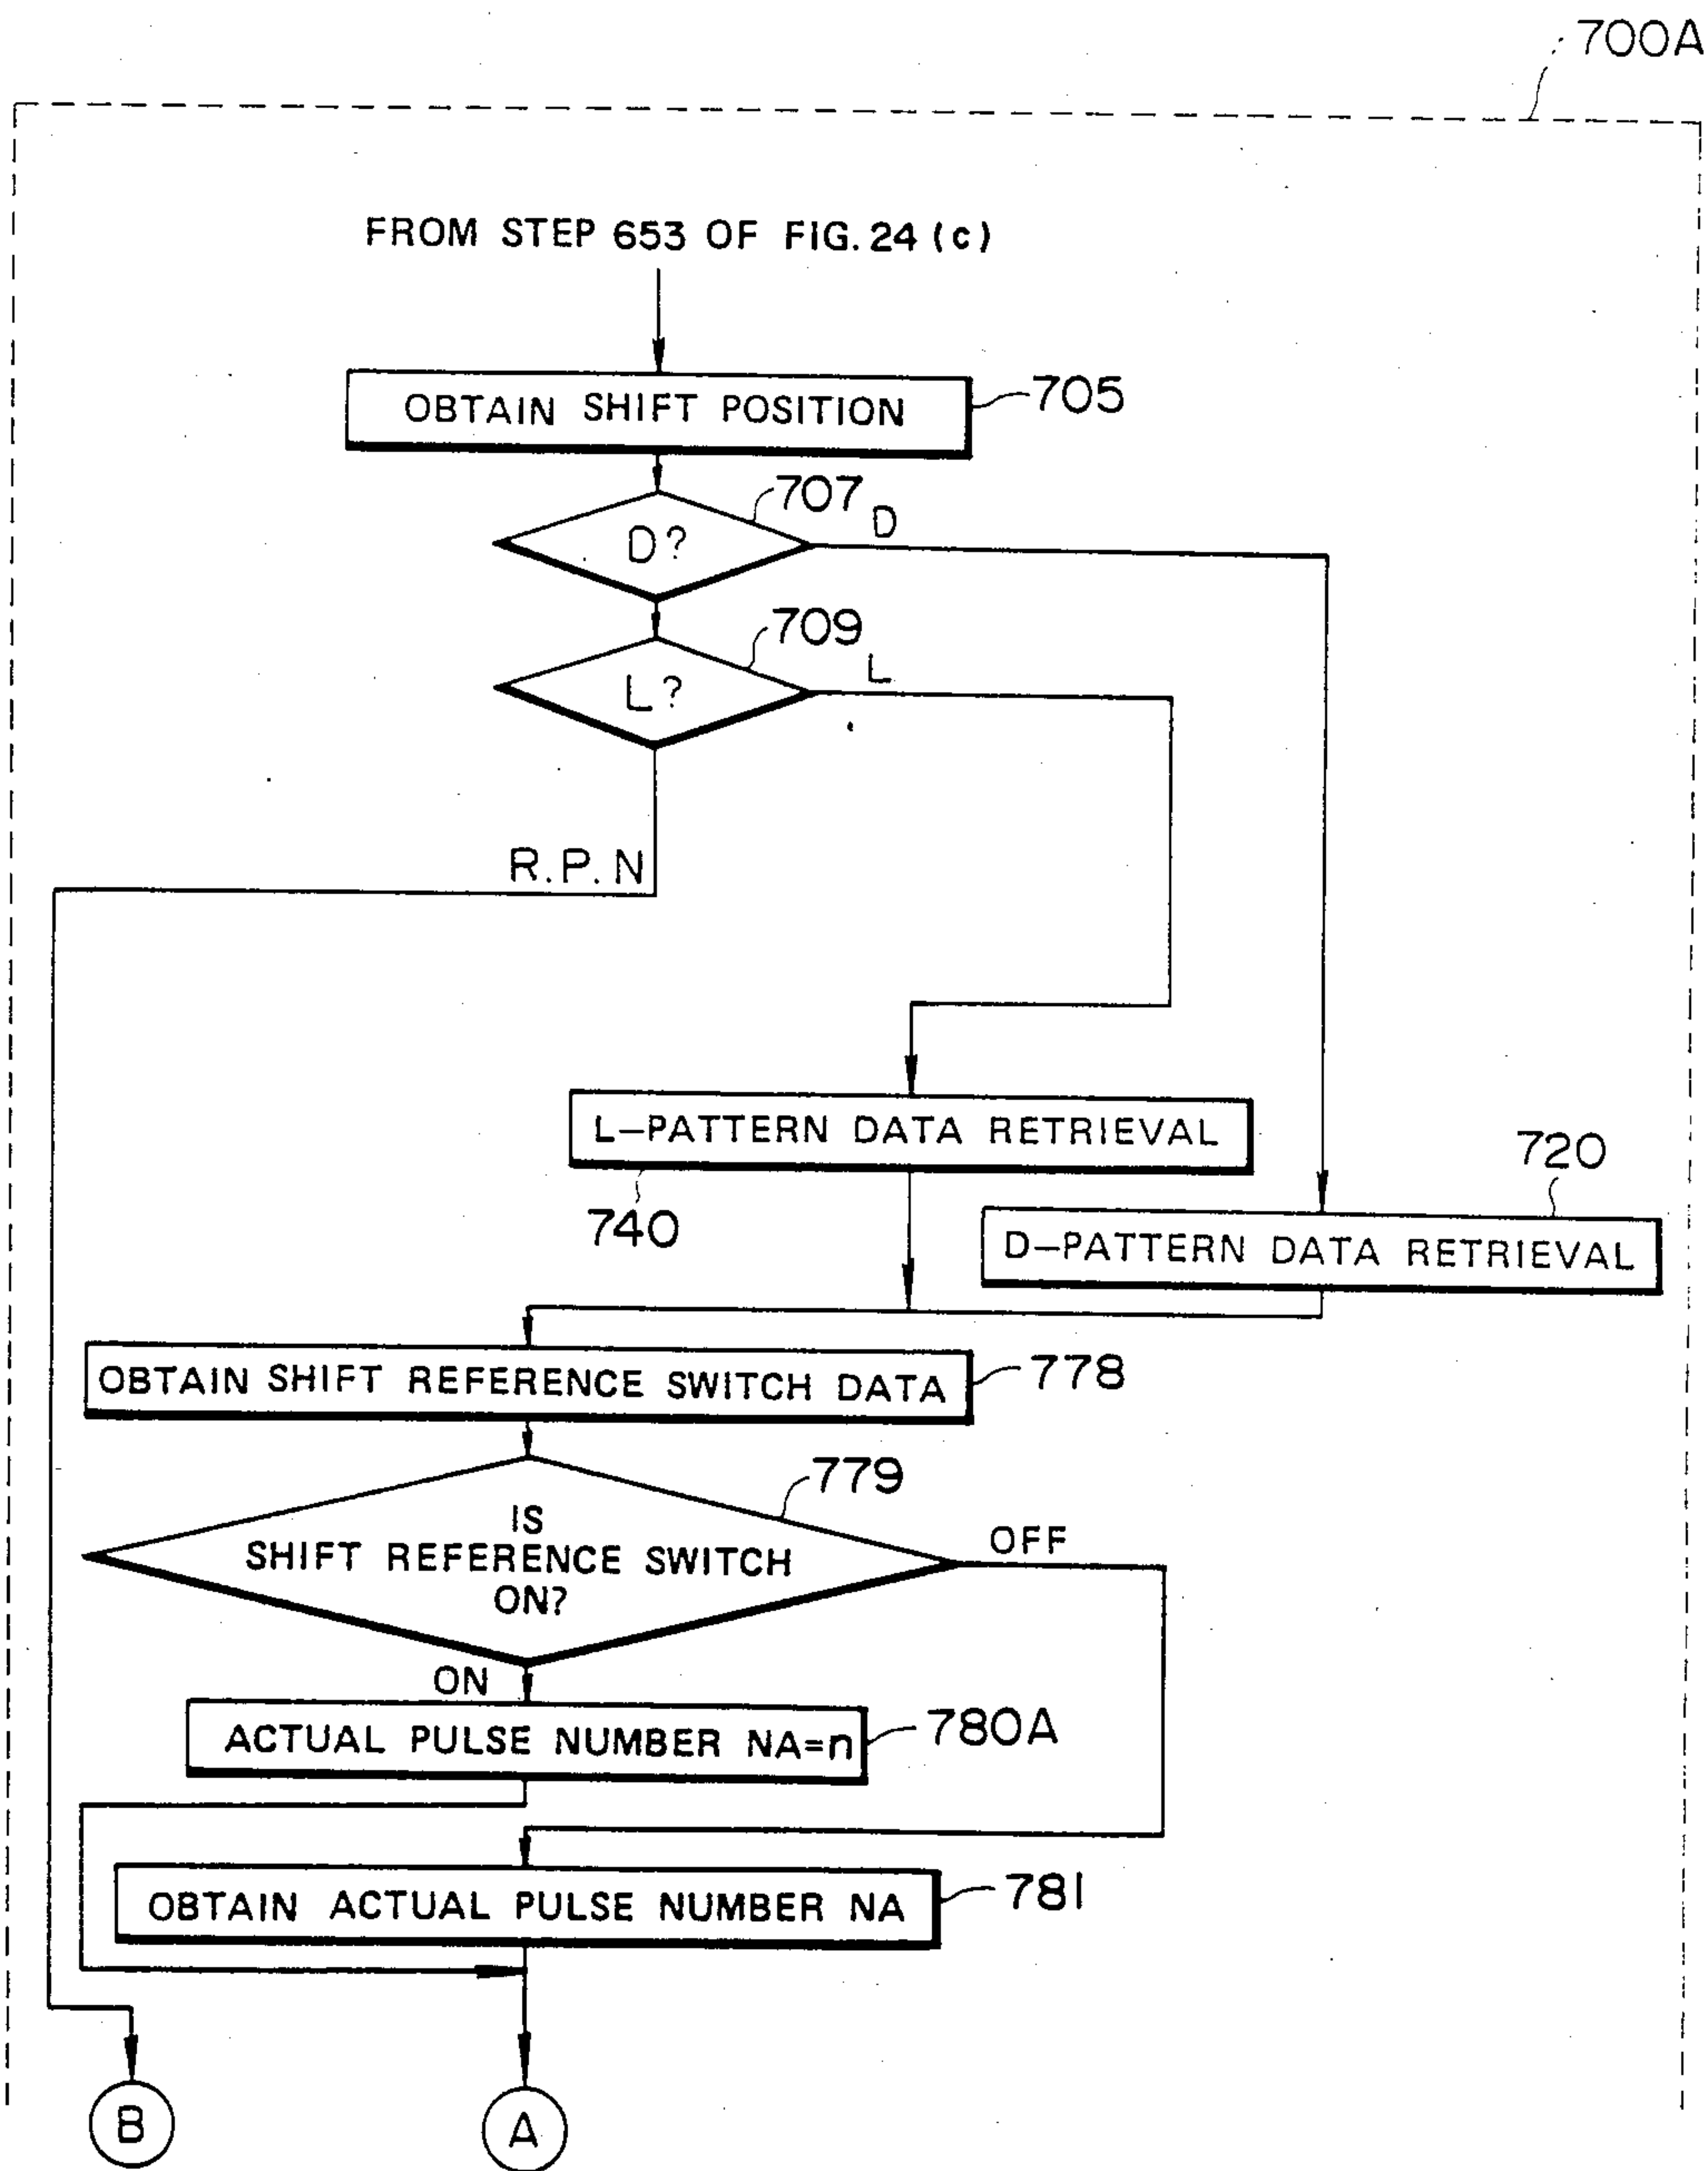 700A
FROM STEP 653 OF FIG. 24 (c)
OBTAIN SHIFT POSITION
705
707
D
D?
709
L
L?
R.P.N
L-PATTERN DATA RETRIEVAL
740
720
D-PATTERN DATA RETRIEVAL
OBTAIN SHIFT REFERENCE SWITCH DATA
778
779
IS
SHIFT REFERENCE SWITCH
ON?
OFF
ON
ACTUAL PULSE NUMBER NA=n
780A
OBTAIN ACTUAL PULSE NUMBER NA
781
B
A